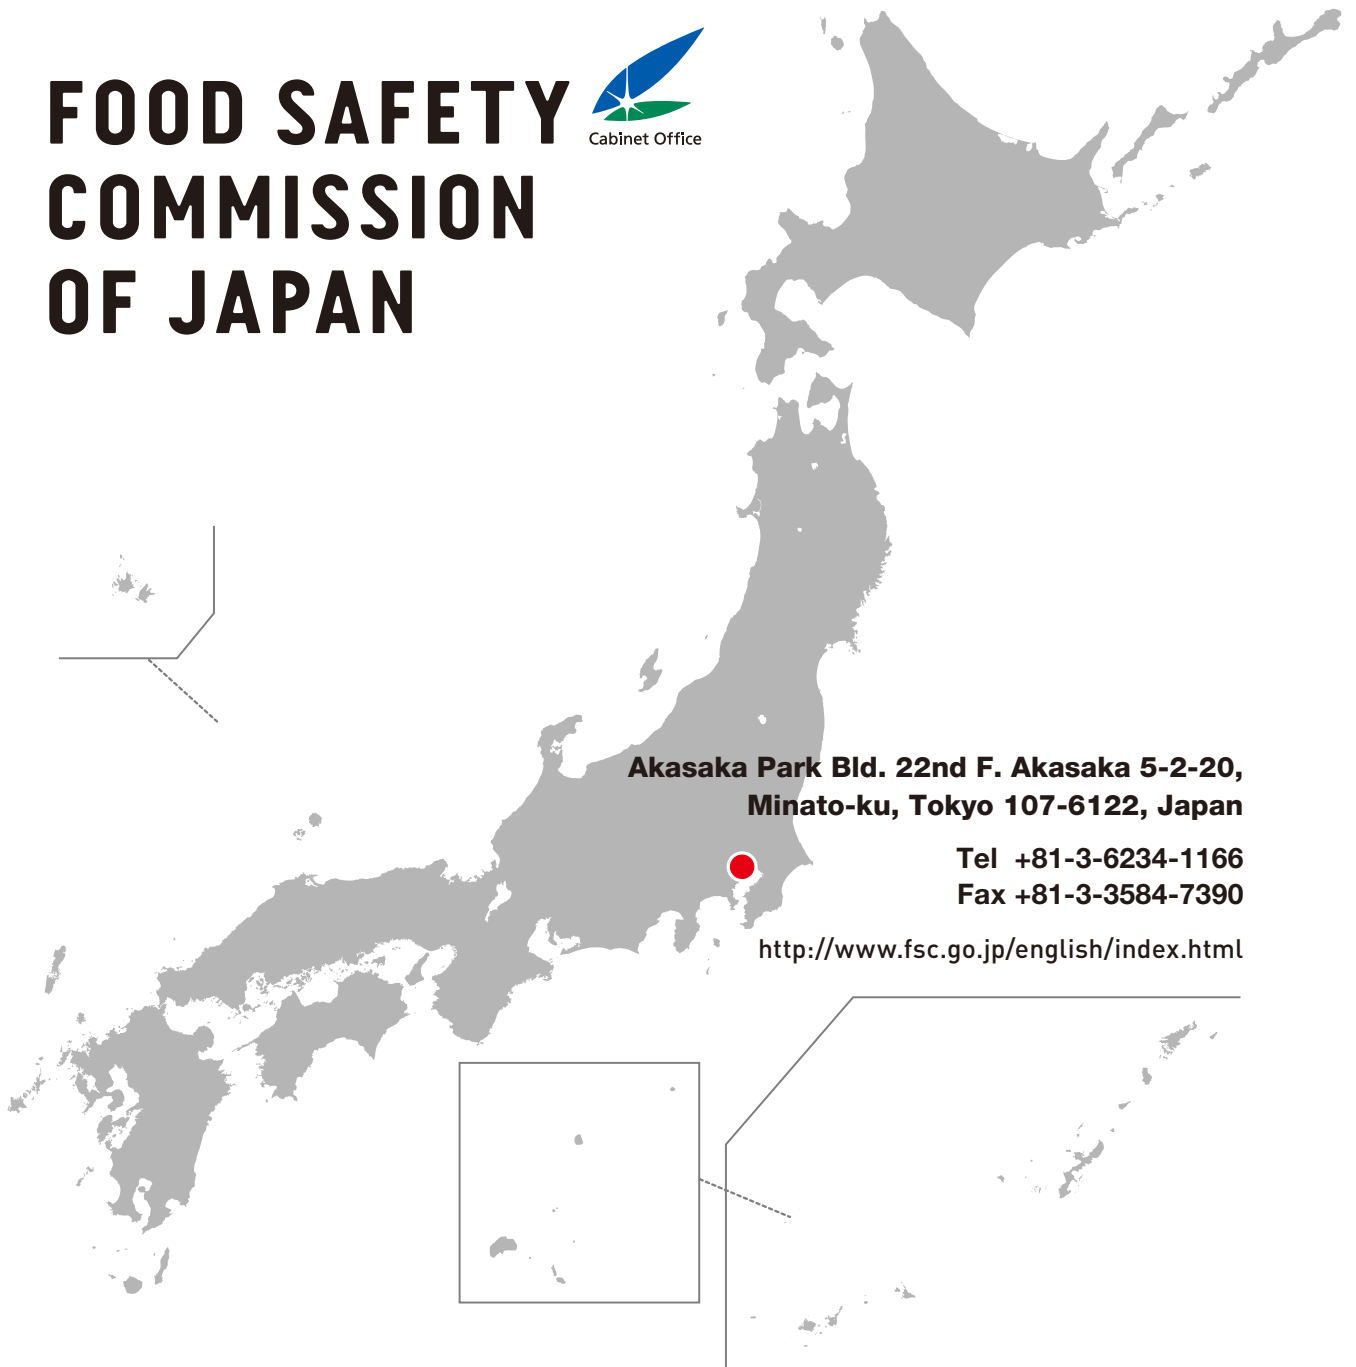 FOOD SAFETY
COMMISSION
OF JAPAN
Cabinet Office
Akasaka Park Bld. 22nd F. Akasaka 5-2-20,
Minato-ku, Tokyo 107-6122, Japan
Tel +81-3-6234-1166
Fax +81-3-3584-7390
http://www.fsc.go.jp/english/index.html